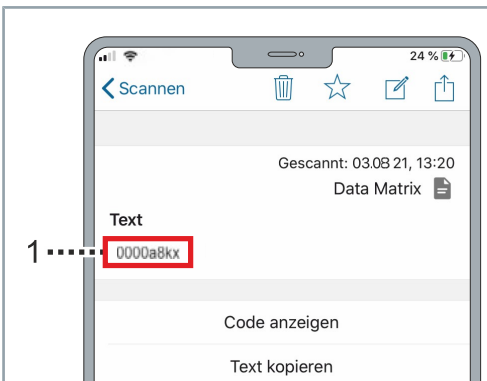 24 %
Scannen
Gescannt: 03.08 21, 13:20
Data Matrix
Text
1
0000a8kx
Code anzeigen
Text kopieren